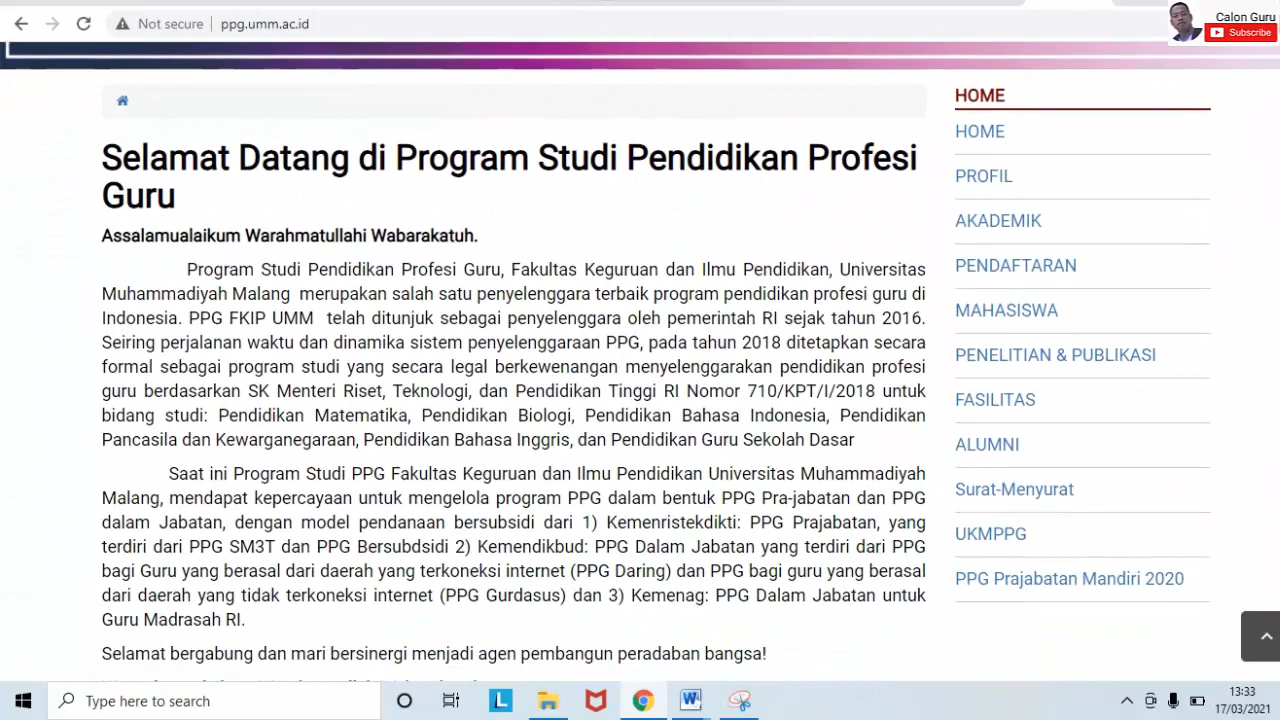 Not secure
ppg.umm.ac.id
Calon Guru
Subscribe
Selamat Datang di Program Studi Pendidikan Profesi
Guru
Assalamualaikum Warahmatullahi Wabarakatuh.
Program Studi Pendidikan Profesi Guru, Fakultas Keguruan dan Ilmu Pendidikan, Universitas
Muhammadiyah Malang merupakan salah satu penyelenggara terbaik program pendidikan profesi guru di
Indonesia. PPG FKIP UMM telah ditunjuk sebagai penyelenggara oleh pemerintah RI sejak tahun 2016.
Seiring perjalanan waktu dan dinamika sistem penyelenggaraan PPG, pada tahun 2018 ditetapkan secara
formal sebagai program studi yang secara legal berkewenangan menyelenggarakan pendidikan profesi
guru berdasarkan SK Menteri Riset, Teknologi, dan Pendidikan Tinggi RI Nomor 710/KPT/I/2018 untuk
bidang studi: Pendidikan Matematika, Pendidikan Biologi, Pendidikan Bahasa Indonesia, Pendidikan
Pancasila dan Kewarganegaraan, Pendidikan Bahasa Inggris, dan Pendidikan Guru Sekolah Dasar
Saat ini Program Studi PPG Fakultas Keguruan dan Ilmu Pendidikan Universitas Muhammadiyah
Malang, mendapat kepercayaan untuk mengelola program PPG dalam bentuk PPG Pra-jabatan dan PPG
dalam Jabatan, dengan model pendanaan bersubsidi dari 1) Kemenristekdikti: PPG Prajabatan, yang
terdiri dari PPG SM3T dan PPG Bersubdsidi 2) Kemendikbud: PPG Dalam Jabatan yang terdiri dari PPG
bagi Guru yang berasal dari daerah yang terkoneksi internet (PPG Daring) dan PPG bagi guru yang berasal
dari daerah yang tidak terkoneksi internet (PPG Gurdasus) dan 3) Kemenag: PPG Dalam Jabatan untuk
Guru Madrasah RI.
Selamat bergabung dan mari bersinergi menjadi agen pembangun peradaban bangsa!
HOME
HOME
PROFIL
AKADEMIK
PENDAFTARAN
MAHASISWA
PENELITIAN & PUBLIKASI
FASILITAS
ALUMNI
Surat-Menyurat
UKMPPG
PPG Prajabatan Mandiri 2020
Type here to search
L
W
13:33
17/03/2021